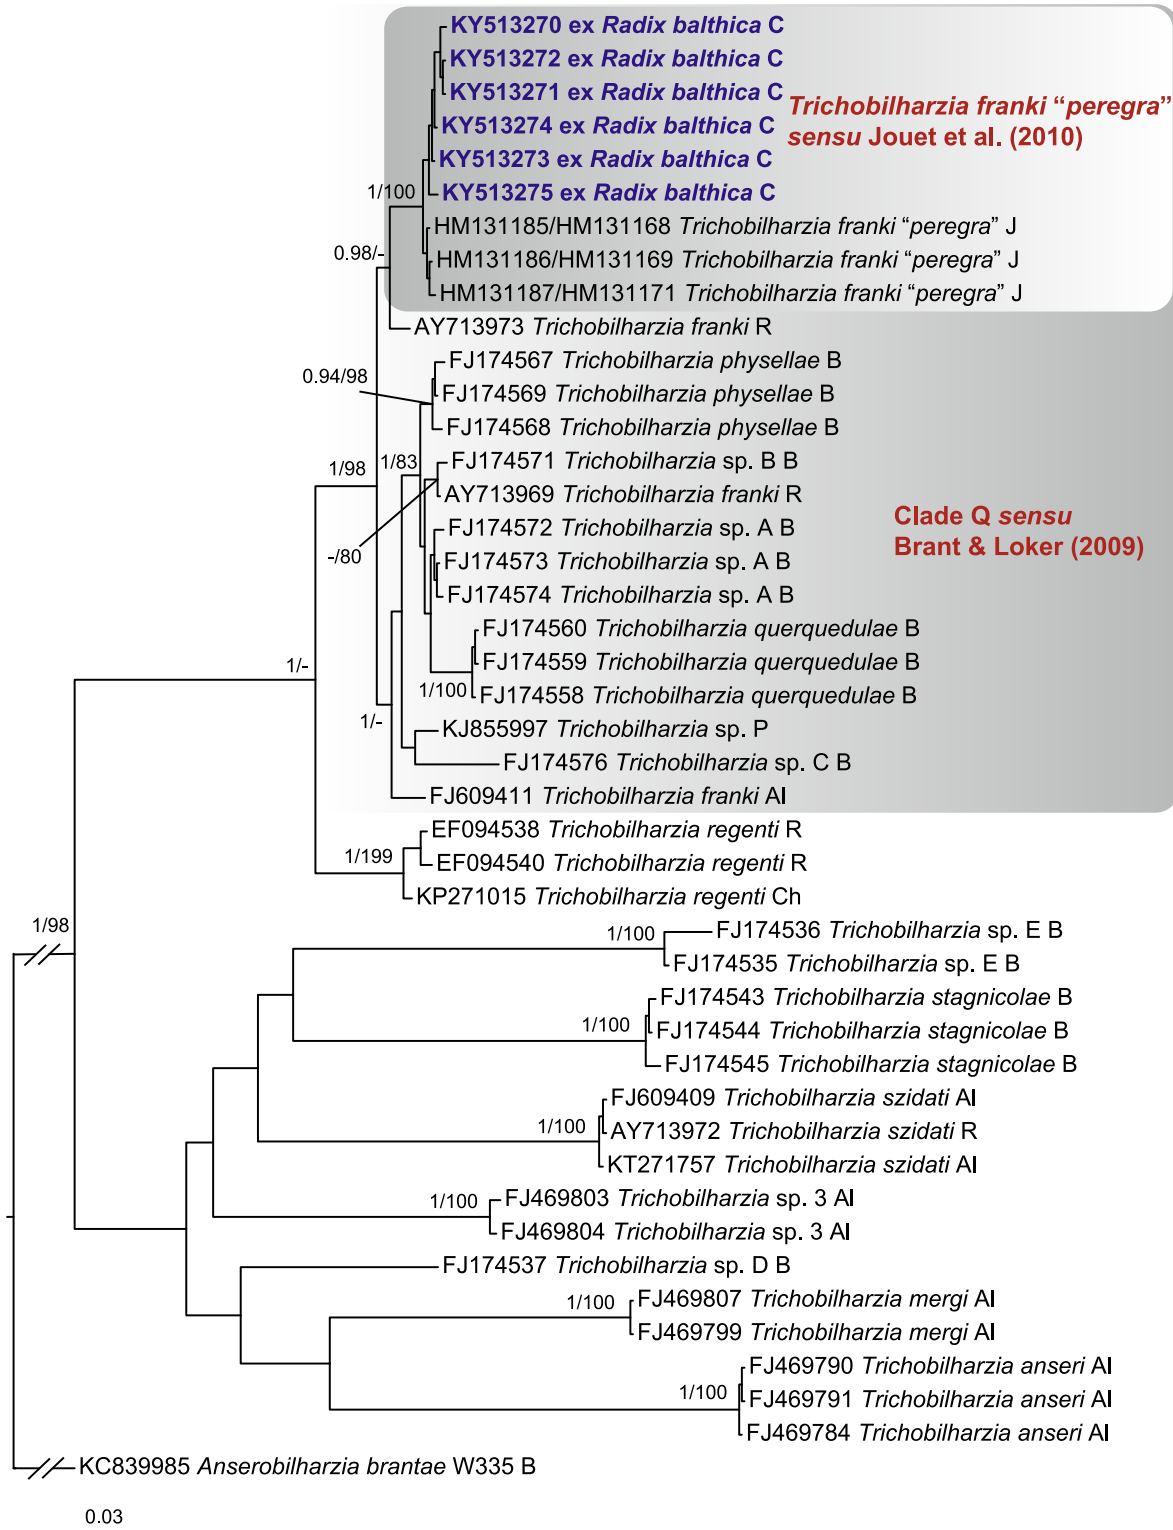 KY513270 ex Radix balthica C
KY513272 ex Radix balthica C
KY513271 ex Radix balthica C
Trichobilharzia franki “peregra”
sensu Jouet et al. (2010)
KY513274 ex Radix balthica C
KY513273 ex Radix balthica C
KY513275 ex Radix balthica C
1/100
HM131185/HM131168 Trichobilharzia franki “peregra” J
0.98/-
HM131186/HM131169 Trichobilharzia franki “peregra” J
HM131187/HM131171 Trichobilharzia franki “peregra” J
AY713973 Trichobilharzia franki R
FJ174567 Trichobilharzia physellae B
0.94/98
FJ174569 Trichobilharzia physellae B
FJ174568 Trichobilharzia physellae B
1/98
1/83
FJ174571 Trichobilharzia sp. B B
AY713969 Trichobilharzia franki R
Clade Q sensu
Brant & Loker (2009)
FJ174572 Trichobilharzia sp. A B
-/80
FJ174573 Trichobilharzia sp. A B
FJ174574 Trichobilharzia sp. A B
FJ174560 Trichobilharzia querquedulae B
1/-
FJ174559 Trichobilharzia querquedulae B
1/100
FJ174558 Trichobilharzia querquedulae B
1/-
KJ855997 Trichobilharzia sp. P
FJ174576 Trichobilharzia sp. C B
FJ609411 Trichobilharzia franki AI
EF094538 Trichobilharzia regenti R
1/199
EF094540 Trichobilharzia regenti R
KP271015 Trichobilharzia regenti Ch
1/98
1/100
FJ174536 Trichobilharzia sp. E B
FJ174535 Trichobilharzia sp. E B
FJ174543 Trichobilharzia stagnicolae B
1/100
FJ174544 Trichobilharzia stagnicolae B
FJ174545 Trichobilharzia stagnicolae B
FJ609409 Trichobilharzia szidati AI
1/100
AY713972 Trichobilharzia szidati R
KT271757 Trichobilharzia szidati AI
1/100
FJ469803 Trichobilharzia sp. 3 AI
FJ469804 Trichobilharzia sp. 3 AI
FJ174537 Trichobilharzia sp. D B
1/100
FJ469807 Trichobilharzia mergi AI
FJ469799 Trichobilharzia mergi AI
FJ469790 Trichobilharzia anseri AI
1/100
FJ469791 Trichobilharzia anseri AI
FJ469784 Trichobilharzia anseri AI
KC839985 Anserobilharzia brantae W335 B
0.03